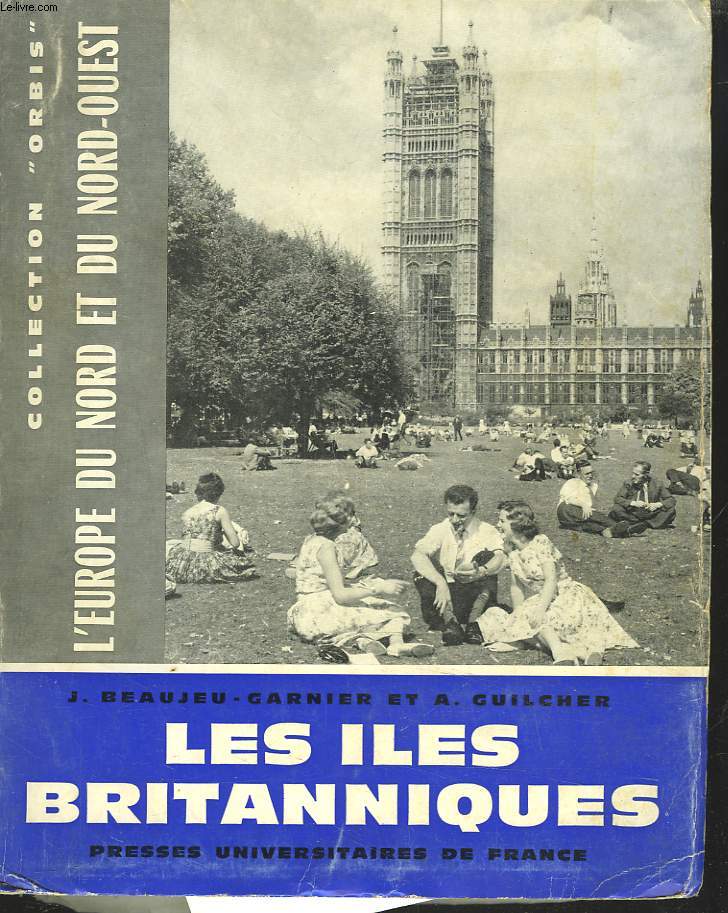 Le-livre.com
COLLECTION "ORBIS"
L'EUROPE DU NORD ET DU NORD-OUEST
J. BEAUJEU-GARNIER ET A. GUILCHER
LES ILES
BRITANNIQUES
PRESSES UNIVERSITAIRES DE FRANCE